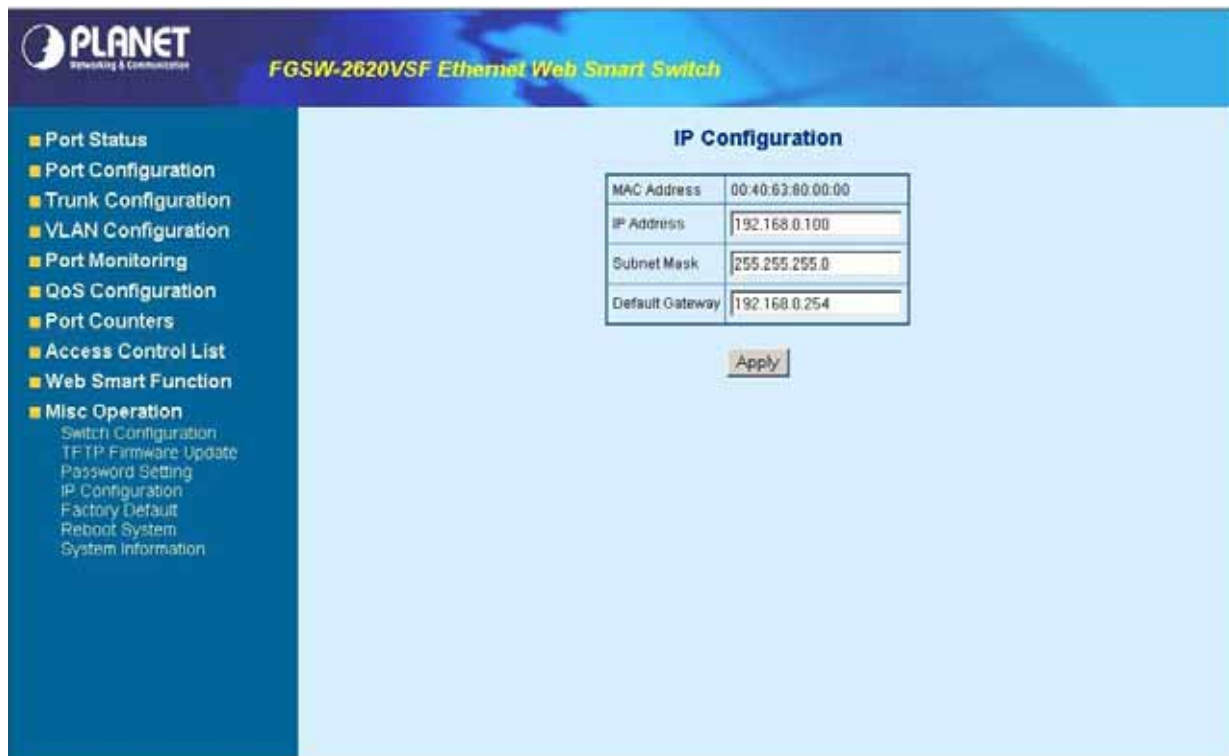 PLANET
Networking & Communication
FGSW-2620VSF Ethernet Web Smart Switch
Port Status
Port Configuration
Trunk Configuration
VLAN Configuration
Port Monitoring
QoS Configuration
Port Counters
Access Control List
Web Smart Function
Misc Operation
Switch Configuration
TFTP Firmware Update
Password Setting
IP Configuration
Factory Default
Reboot System
System Information
IP Configuration
MAC Address 00:40:63:80:00:00
IP Address 192.168.0.100
Subnet Mask 255.255.255.0
Default Gateway 192.168.0.254
Apply